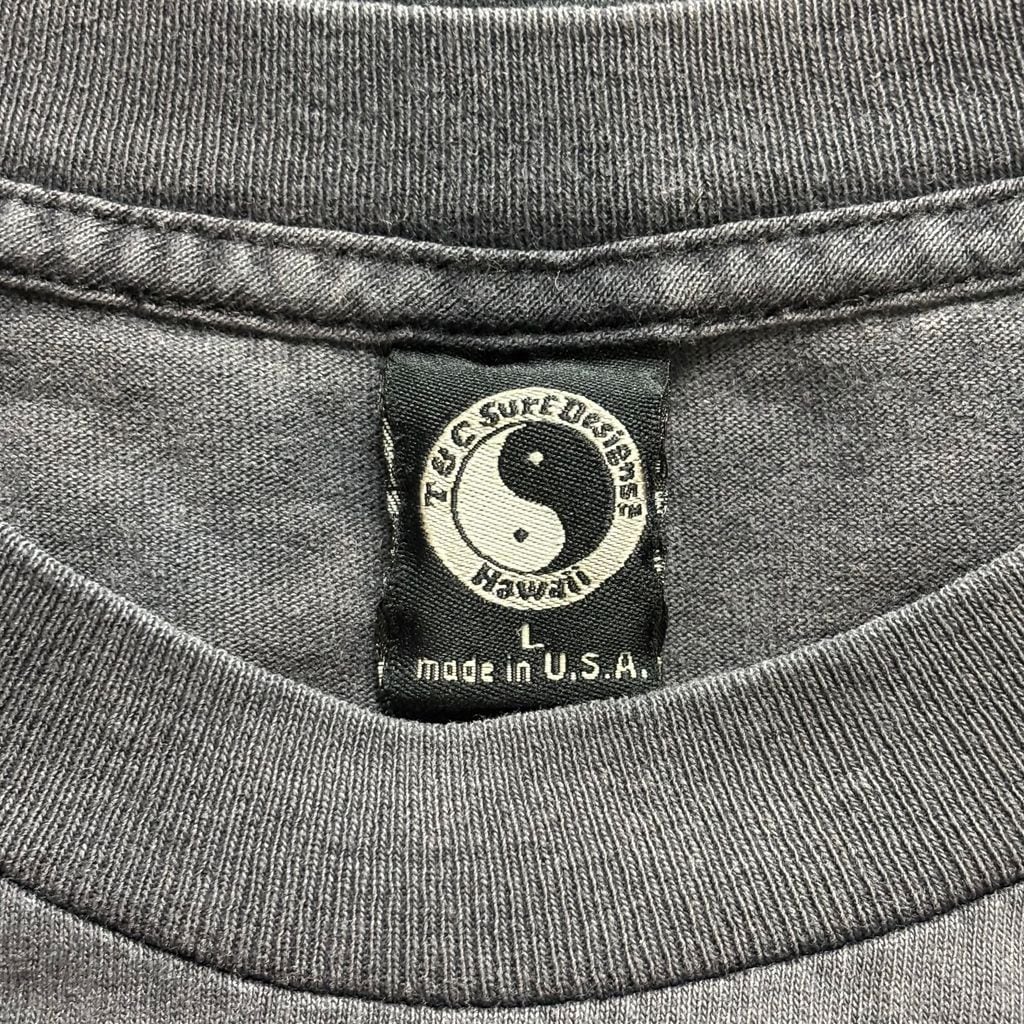 T&C Surf Designs®
Hawaii
L
made in U.S.A.